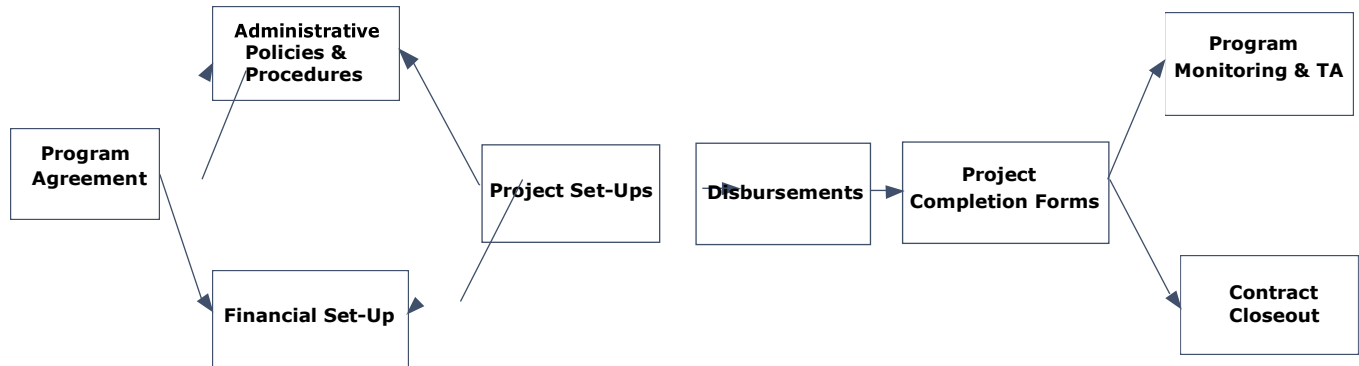 Administrative
Policies &
Procedures
Program
Agreement
Financial Set-Up
Project Set-Ups
Disbursements
Project
Completion Forms
Program
Monitoring & TA
Contract
Closeout